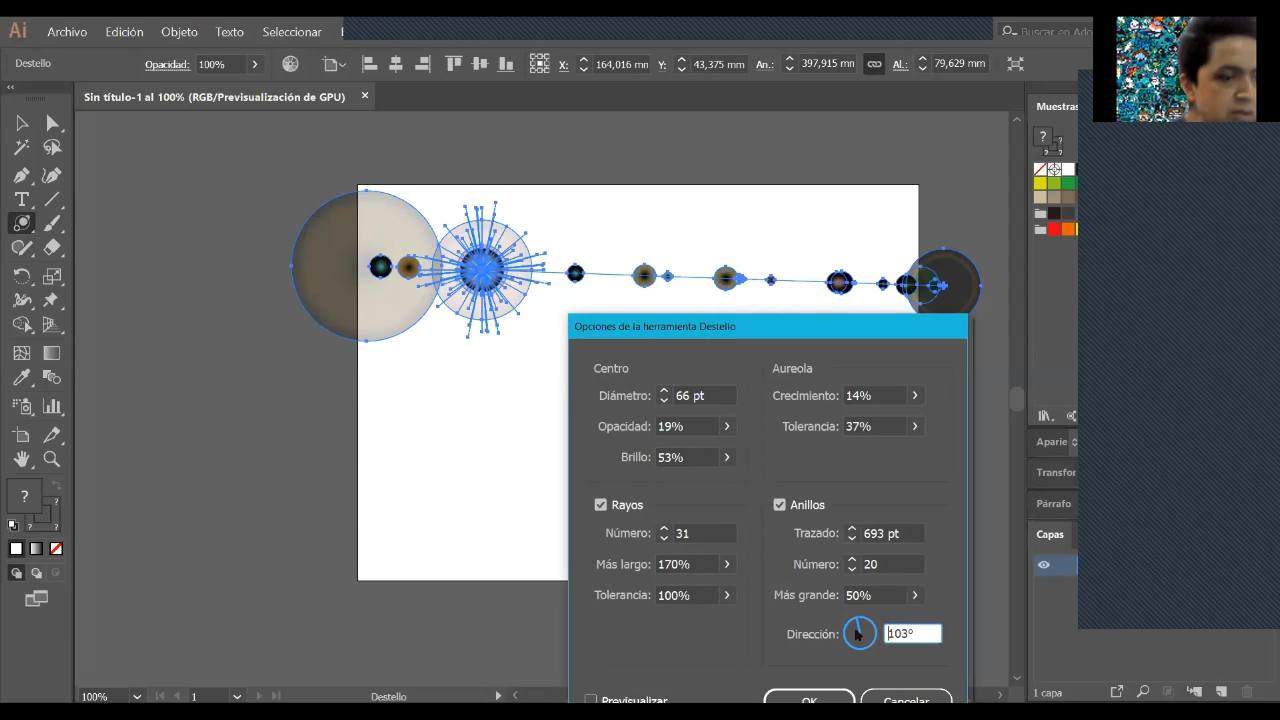 Ai Archivo Edición Objeto Texto Seleccionar
Buscar en Ado
Destello Opacidad: 100% X: 164,016 mn Y: 43,375 mm An.: 397,915 mn Al.: 79,629 mm
Sin título-1 al 100% (RGB/Previsualización de GPU)
Muestras
Opciones de la herramienta Destello
Centro Aureola
Diámetro: 66 pt Crecimiento: 14%
Opacidad: 19% Tolerancia: 37%
Brillo: 53%
Aparie
Transfor
Párrafo
Capas
Rayos Anillos
Número: 31 Trazado: 693 pt
Más largo: 170% Número: 20
Tolerancia: 100% Más grande: 50%
Dirección: 103º
Previsualizar OK Cancelar
100% 1 Destello 1 capa